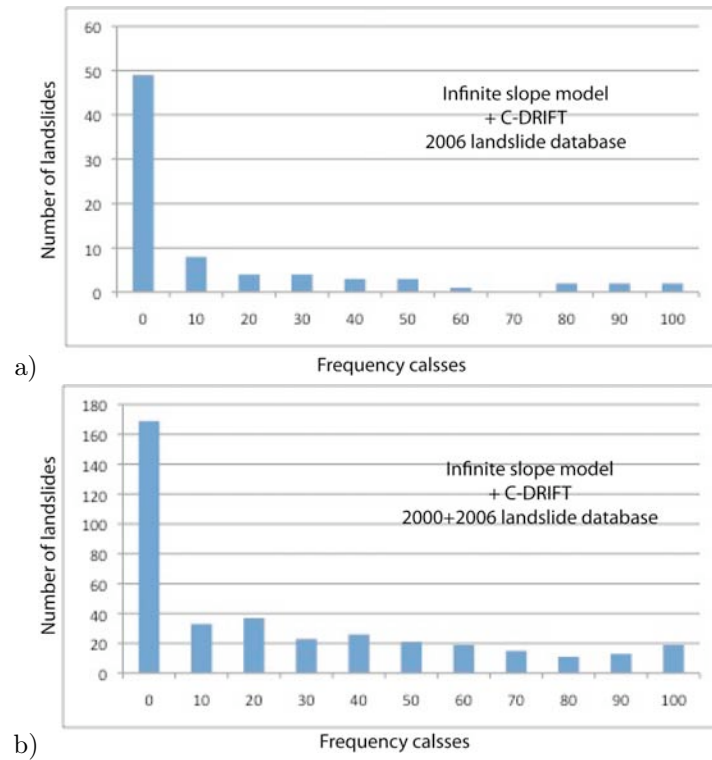 60
50
40
30
20
10
0
Number of landslides
Infinite slope model
+ C-DRIFT
2006 landslide database
0 10 20 30 40 50 60 70 80 90 100
Frequency calsses
a)
180
160
140
120
100
80
60
40
20
0
Number of landslides
Infinite slope model
+ C-DRIFT
2000+2006 landslide database
0 10 20 30 40 50 60 70 80 90 100
Frequency calsses
b)